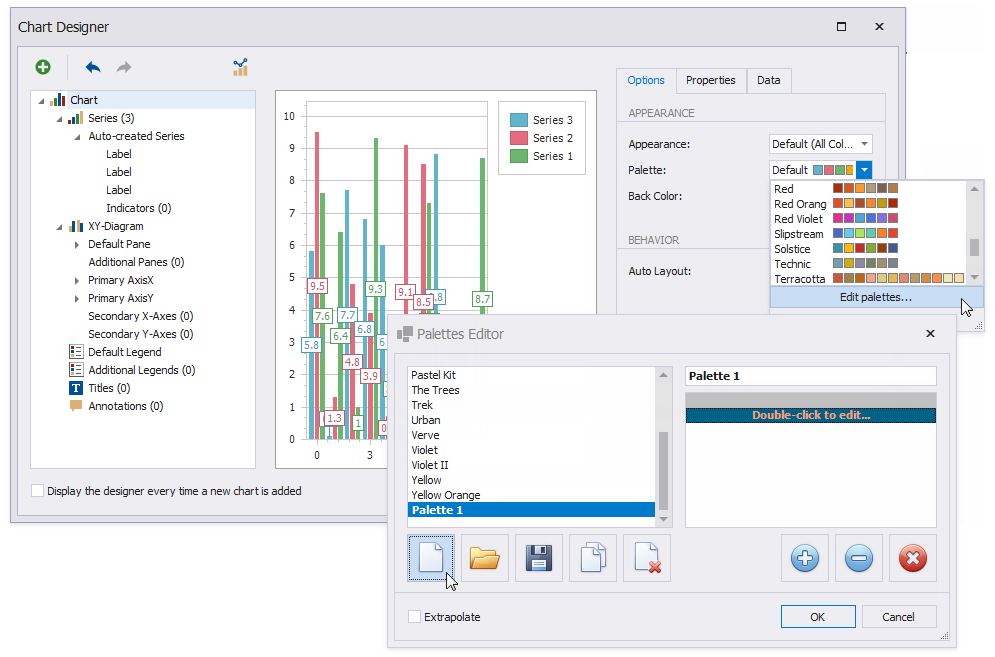 Chart Designer
Chart
Series (3)
Auto-created Series
Label
Label
Label
Indicators (0)
XY-Diagram
Default Pane
Additional Panes (0)
Primary AxisX
Primary AxisY
Secondary X-Axes (0)
Secondary Y-Axes (0)
Default Legend
Additional Legends (0)
T Titles (0)
Annotations (0)
Display the designer every time a new chart is added
10
9
8
7
6
5
4
3
2
1
0
0
3
5.8
9.5
7.6
1.3
6.4
7.7
4.8
1
6.8
3.9
9.3
6
9.1
8.5
8.7
Series 3
Series 2
Series 1
Options
Properties
Data
APPEARANCE
Appearance:
Default (All Col...
Palette:
Default
Back Color:
BEHAVIOR
Auto Layout:
Red
Red Orang
Red Violet
Slipstream
Solstice
Technic
Terracotta
Edit palettes...
Palettes Editor
Pastel Kit
The Trees
Trek
Urban
Verve
Violet
Violet II
Yellow
Yellow Orange
Palette 1
Palette 1
Double-click to edit...
Extrapolate
OK
Cancel